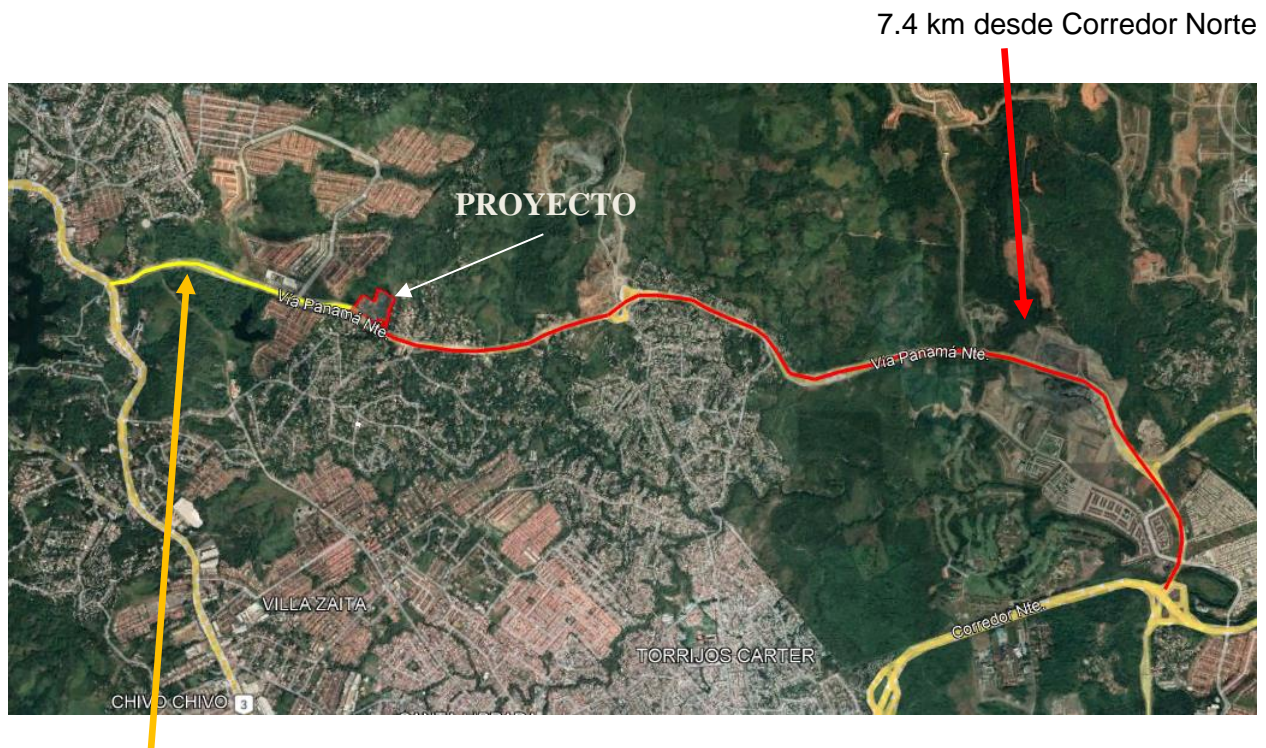 7.4 km desde Corredor Norte
PROYECTO
Vía Panamá Nte.
Vía Panamá Nte.
VILLA ZAITA
Corredor Nte.
TORRIJOS CARTER
CHIVO CHIVO 3